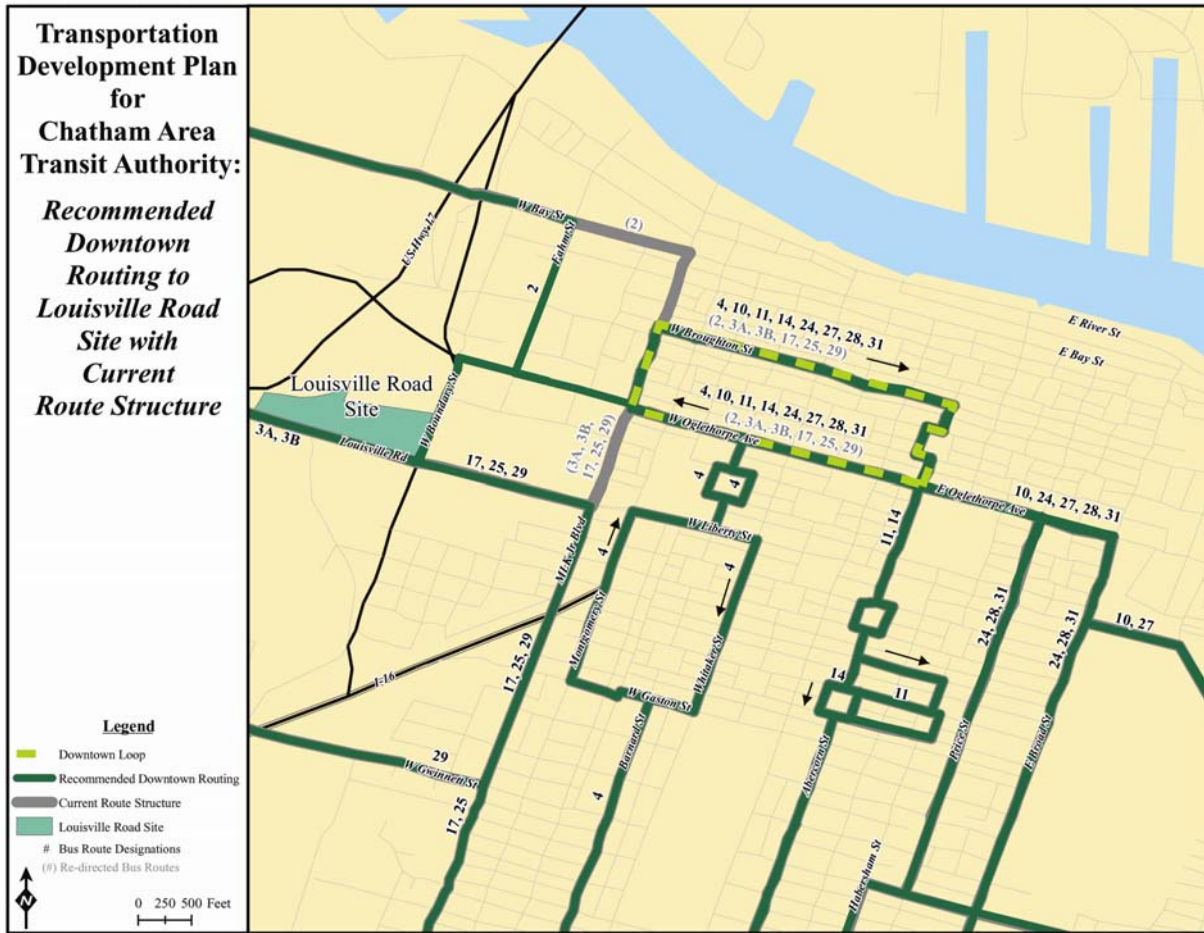 Transportation
Development Plan
for
Chatham Area
Transit Authority:
Recommended
Downtown
Routing to
Louisville Road
Site with
Current
Route Structure
Legend
Downtown Loop
Recommended Downtown Routing
Current Route Structure
Louisville Road Site
# Bus Route Designations
(#) Re-directed Bus Routes
N
0 250 500 Feet
US Hwy 17
W Bay St
(2)
Fahm St
2
4, 10, 11, 14, 24, 27, 28, 31
(2, 3A, 3B, 17, 25, 29)
W Broughton St
E River St
E Bay St
Louisville Road
Site
W Boundary St
3A, 3B
Louisville Rd
17, 25, 29
(3A, 3B,
17, 25, 29)
4, 10, 11, 14, 24, 27, 28, 31
(2, 3A, 3B, 17, 25, 29)
W Oglethorpe Ave
E Oglethorpe Ave
10, 24, 27, 28, 31
4
4
11, 14
W Liberty St
MLK Jr. Blvd
4
4
Montgomery St
Whitaker St
17, 25, 29
I-16
W Gaston St
24, 28, 31
24, 28, 31
10, 27
14
11
29
W Gwinnett St
17, 25
Barnard St
4
Abercorn St
Price St
E Broad St
Habersham St